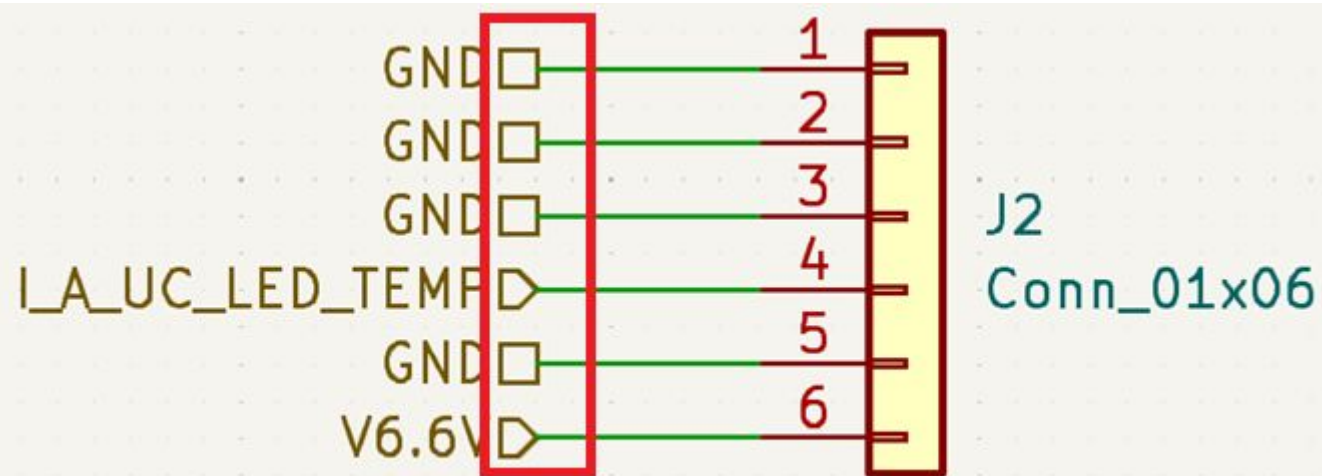 GND 1
GND 2
GND 3
J2
I_A_UC_LED_TEMP 4
Conn_01x06
GND 5
V6.6V 6